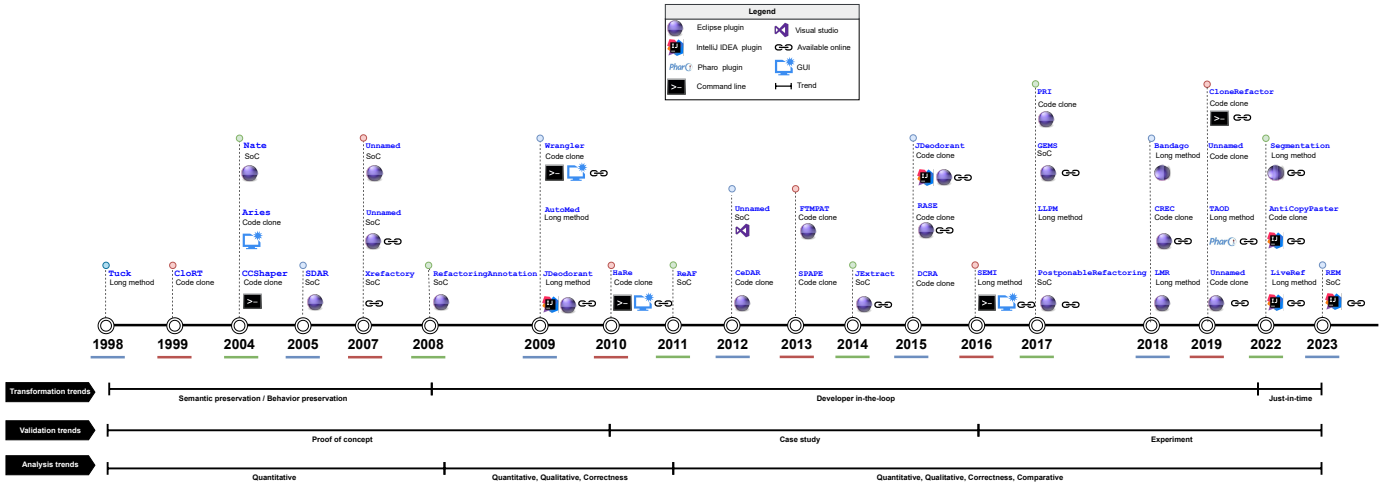 Legend
Eclipse plugin
Visual studio
IntelliJ IDEA plugin
Available online
Pharo plugin
GUI
Command line
Trend
Tuck
Long method
CloRT
Code clone
Nate
SoC
Aries
Code clone
CCShaper
Code clone
SDAR
SoC
Unnamed
SoC
Unnamed
SoC
Xrefactory
SoC
RefactoringAnnotation
SoC
Wrangler
Code clone
AutoMed
Long method
JDeodorant
Long method
HaRe
Code clone
ReAF
SoC
Unnamed
SoC
CeDAR
Code clone
FTMPAT
Code clone
SPAPE
Code clone
JExtract
SoC
JDeodorant
Code clone
RASE
Code clone
DCRA
Code clone
SEMI
Long method
PRI
Code clone
GEMS
SoC
LLPM
Long method
PostponableRefactoring
SoC
Bandago
Long method
CREC
Code clone
LMR
Long method
CloneRefactor
Code clone
Unnamed
Code clone
TAOD
Long method
Pharo
Unnamed
Code clone
Segmentation
Long method
AntiCopyPaster
Code clone
LiveRef
Long method
REM
SoC
1998
1999
2004
2005
2007
2008
2009
2010
2011
2012
2013
2014
2015
2016
2017
2018
2019
2022
2023
Transformation trends
Semantic preservation / Behavior preservation
Developer in-the-loop
Just-in-time
Validation trends
Proof of concept
Case study
Experiment
Analysis trends
Quantitative
Quantitative, Qualitative, Correctness
Quantitative, Qualitative, Correctness, Comparative